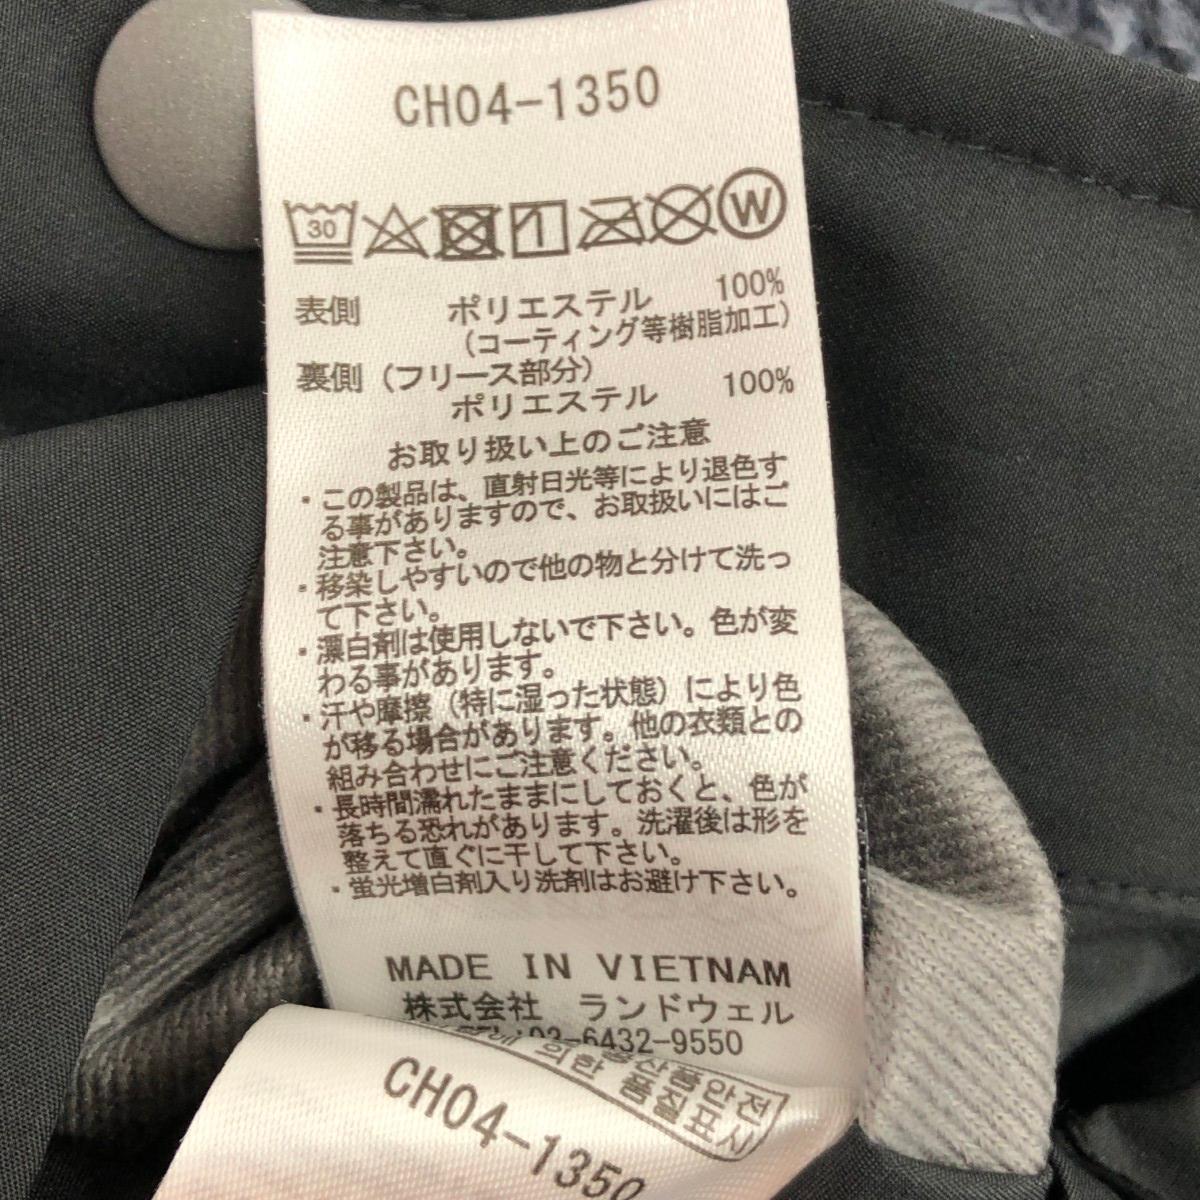 CH04-1350
30 W
表側 ポリエステル 100%
(コーティング等樹脂加工)
裏側 (フリース部分)
ポリエステル 100%
お取り扱い上のご注意
・この製品は、直射日光等により退色す
る事がありますので、お取扱いにはご
注意下さい。
・移染しやすいので他の物と分けて洗っ
て下さい。
・漂白剤は使用しないで下さい。色が変
わる事があります。
・汗や摩擦(特に湿った状態)により色
が移る場合があります。他の衣類との
組み合わせにご注意ください。
・長時間濡れたままにしておくと、色が
落ちる恐れがあります。洗濯後は形を
整えて直ぐに干して下さい。
・蛍光増白剤入り洗剤はお避け下さい。
MADE IN VIETNAM
株式会社 ランドウェル
TEL:03-6432-9550
에 의한 품질표시
CH04-1350